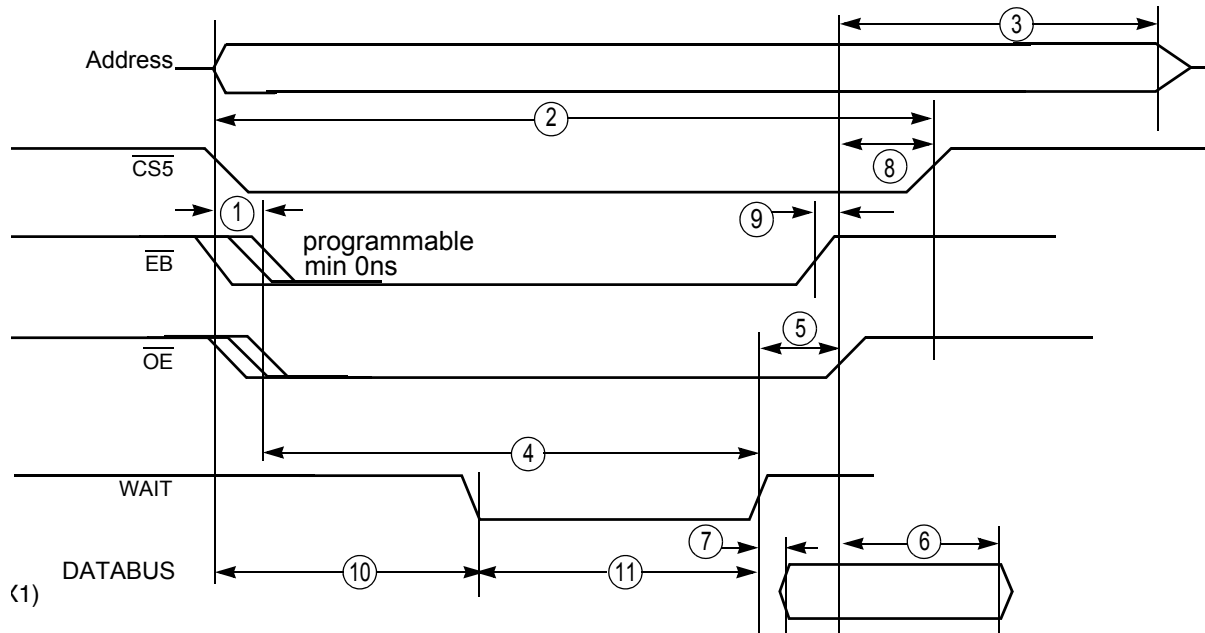 3
Address
2
CS5
8
1
9
programmable
min 0ns
EB
5
OE
4
WAIT
7
6
DATABUS
10
11
1)